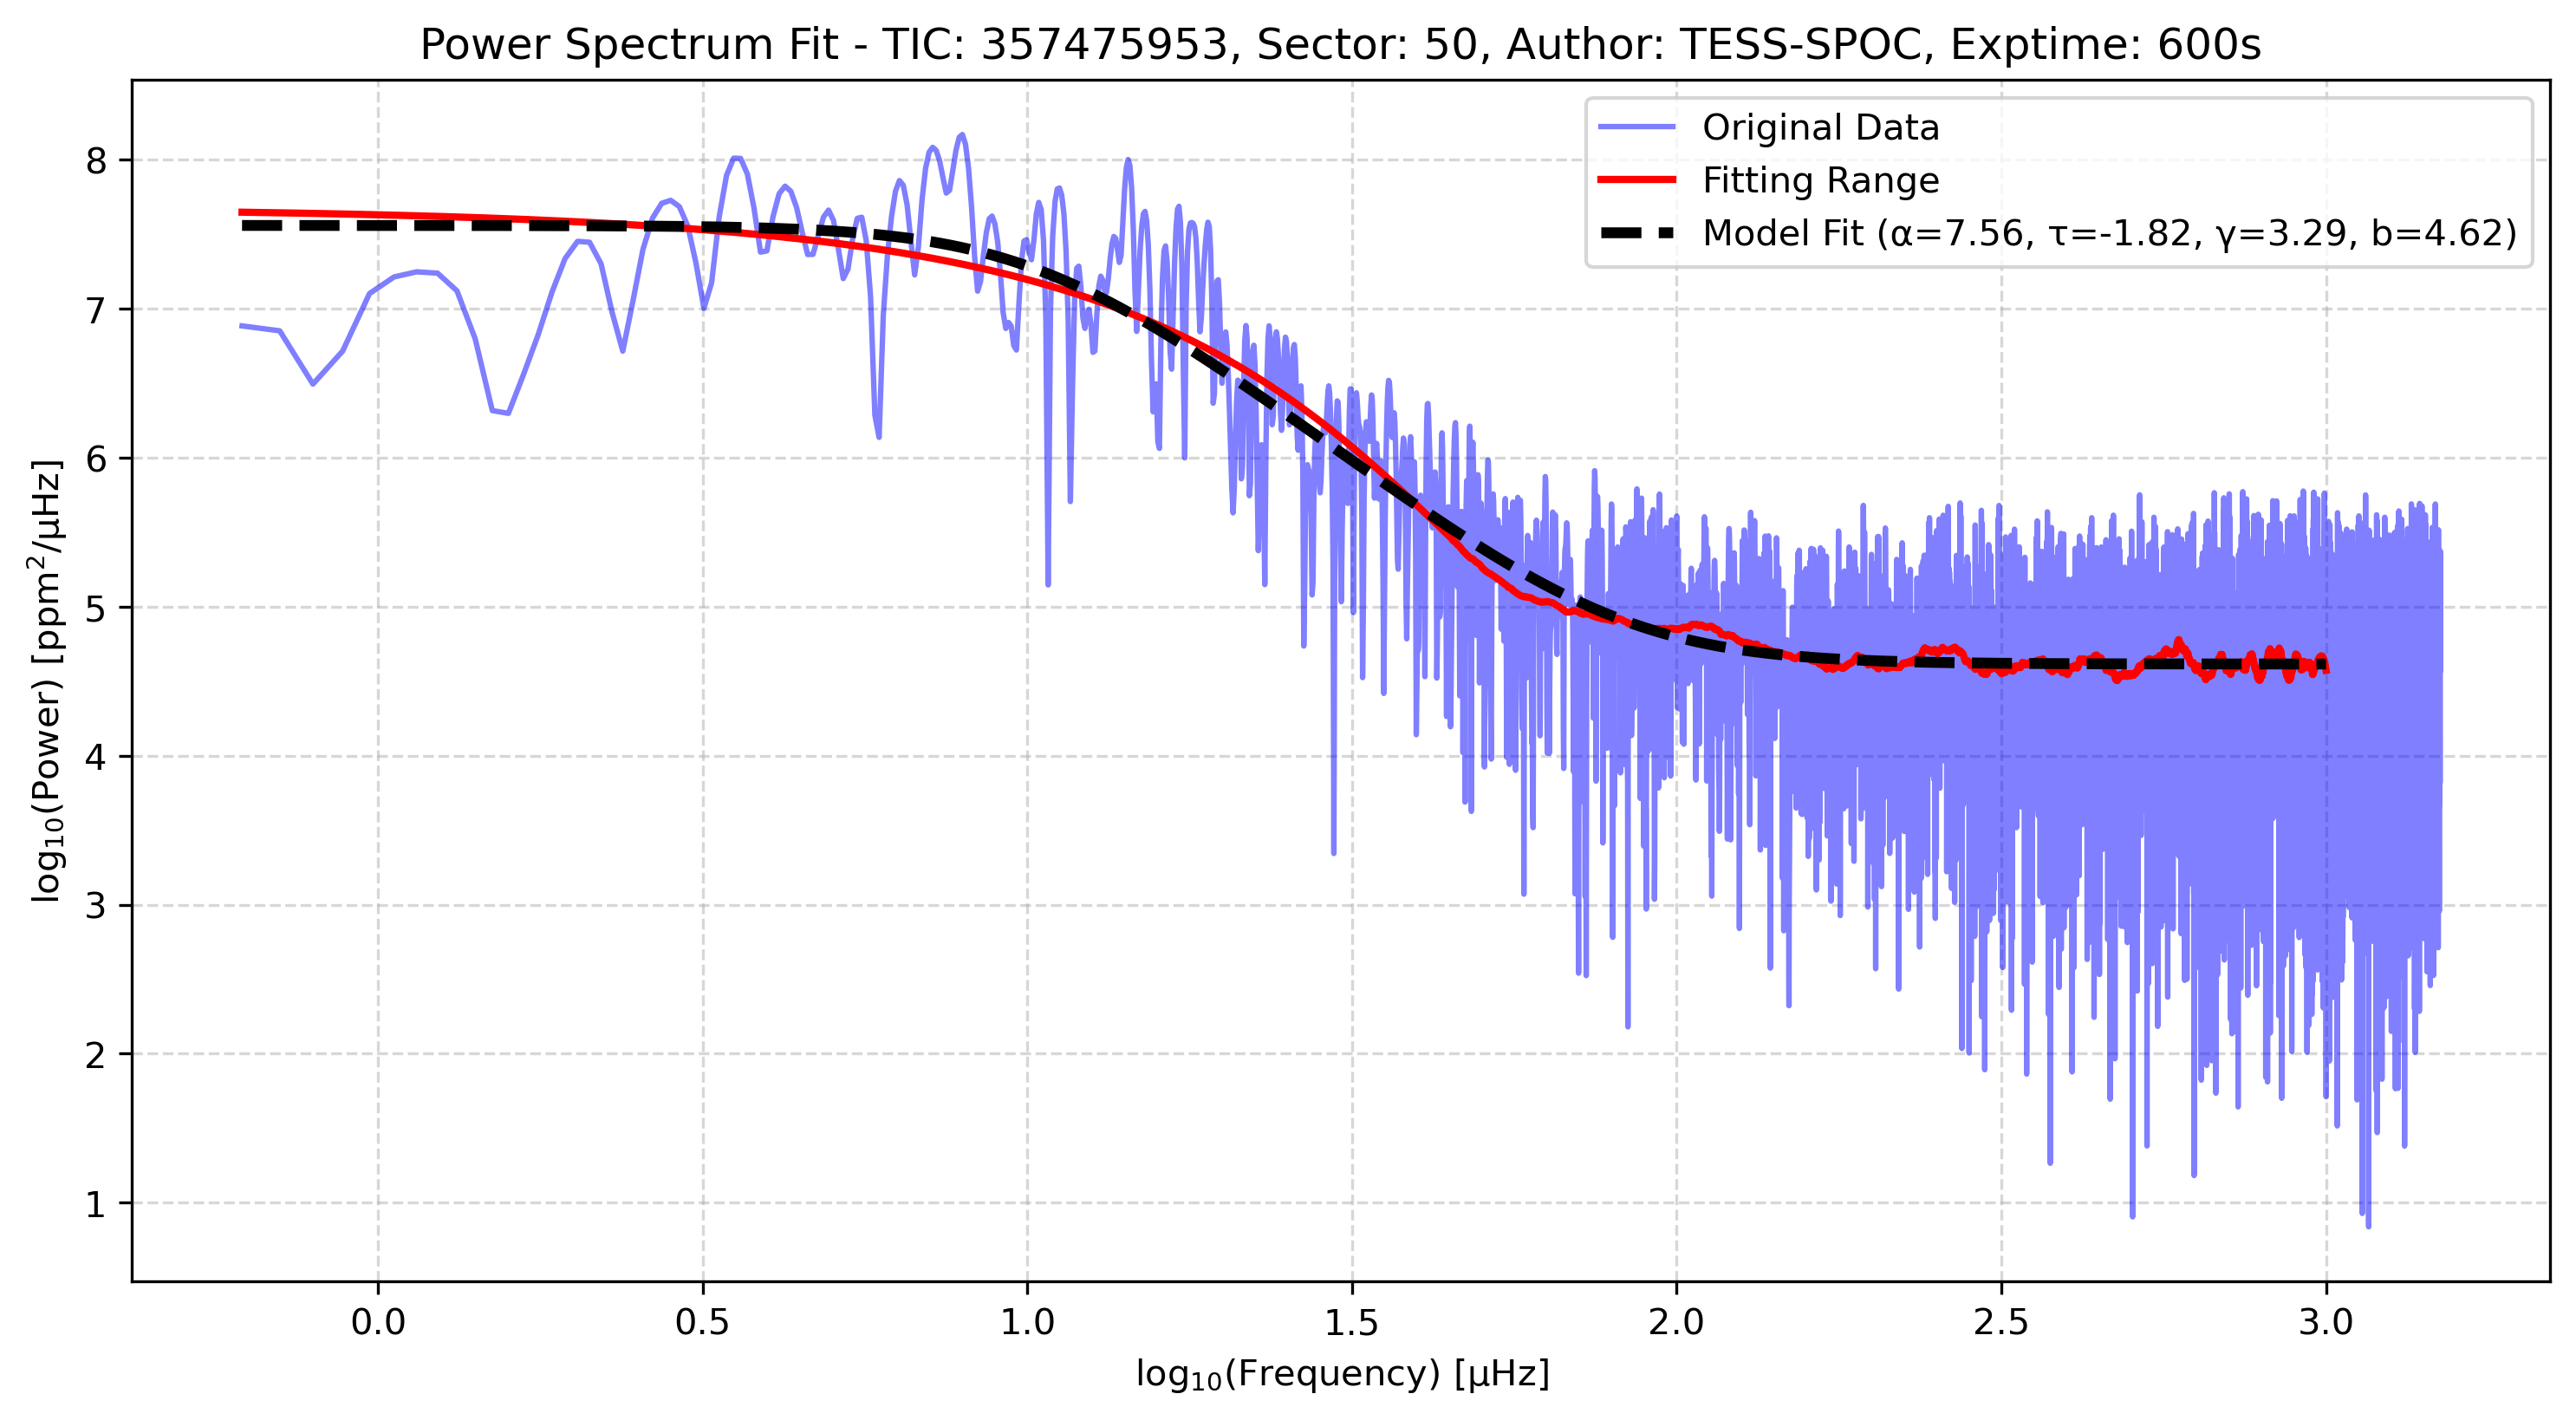 Power Spectrum Fit - TIC: 357475953, Sector: 50, Author: TESS-SPOC, Exptime: 600s
Original Data
Fitting Range
Model Fit (α=7.56, τ=-1.82, γ=3.29, b=4.62)
log₁₀(Power) [ppm²/µHz]
8
7
6
5
4
3
2
1
0.0 0.5 1.0 1.5 2.0 2.5 3.0
log₁₀(Frequency) [µHz]